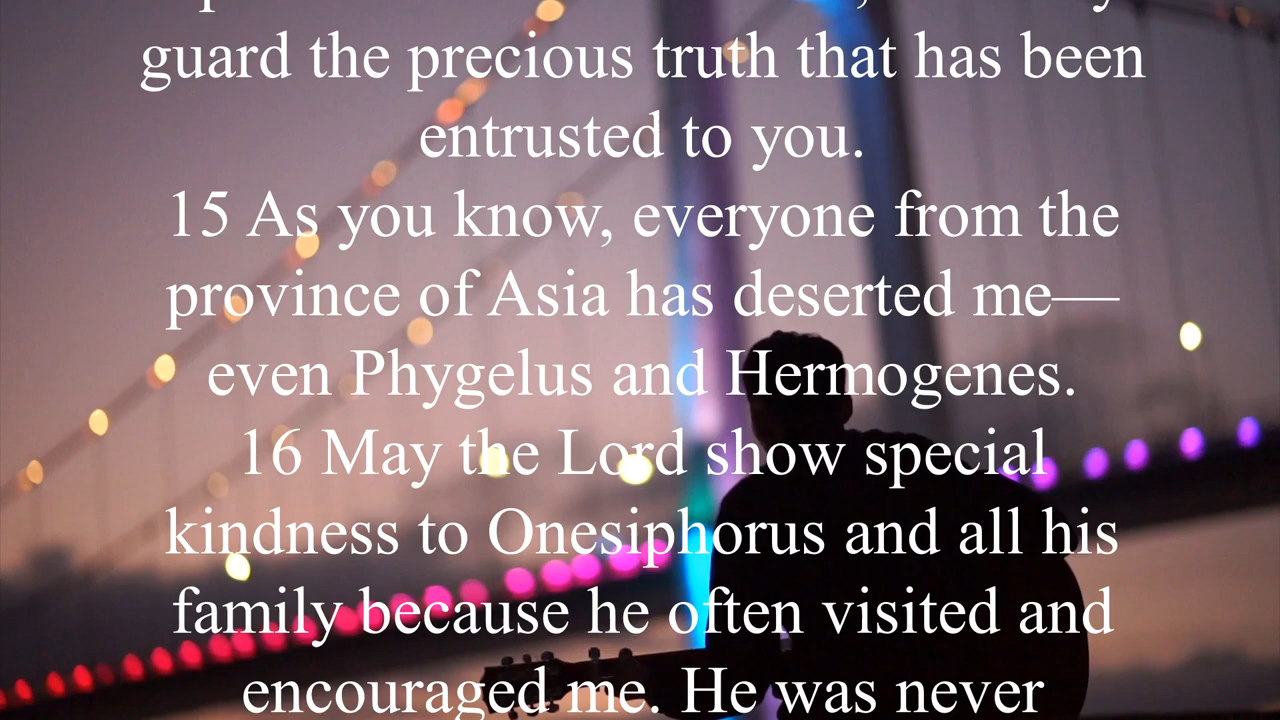 guard the precious truth that has been
entrusted to you.
15 As you know, everyone from the
province of Asia has deserted me—
even Phygelus and Hermogenes.
16 May the Lord show special
kindness to Onesiphorus and all his
family because he often visited and
encouraged me. He was never